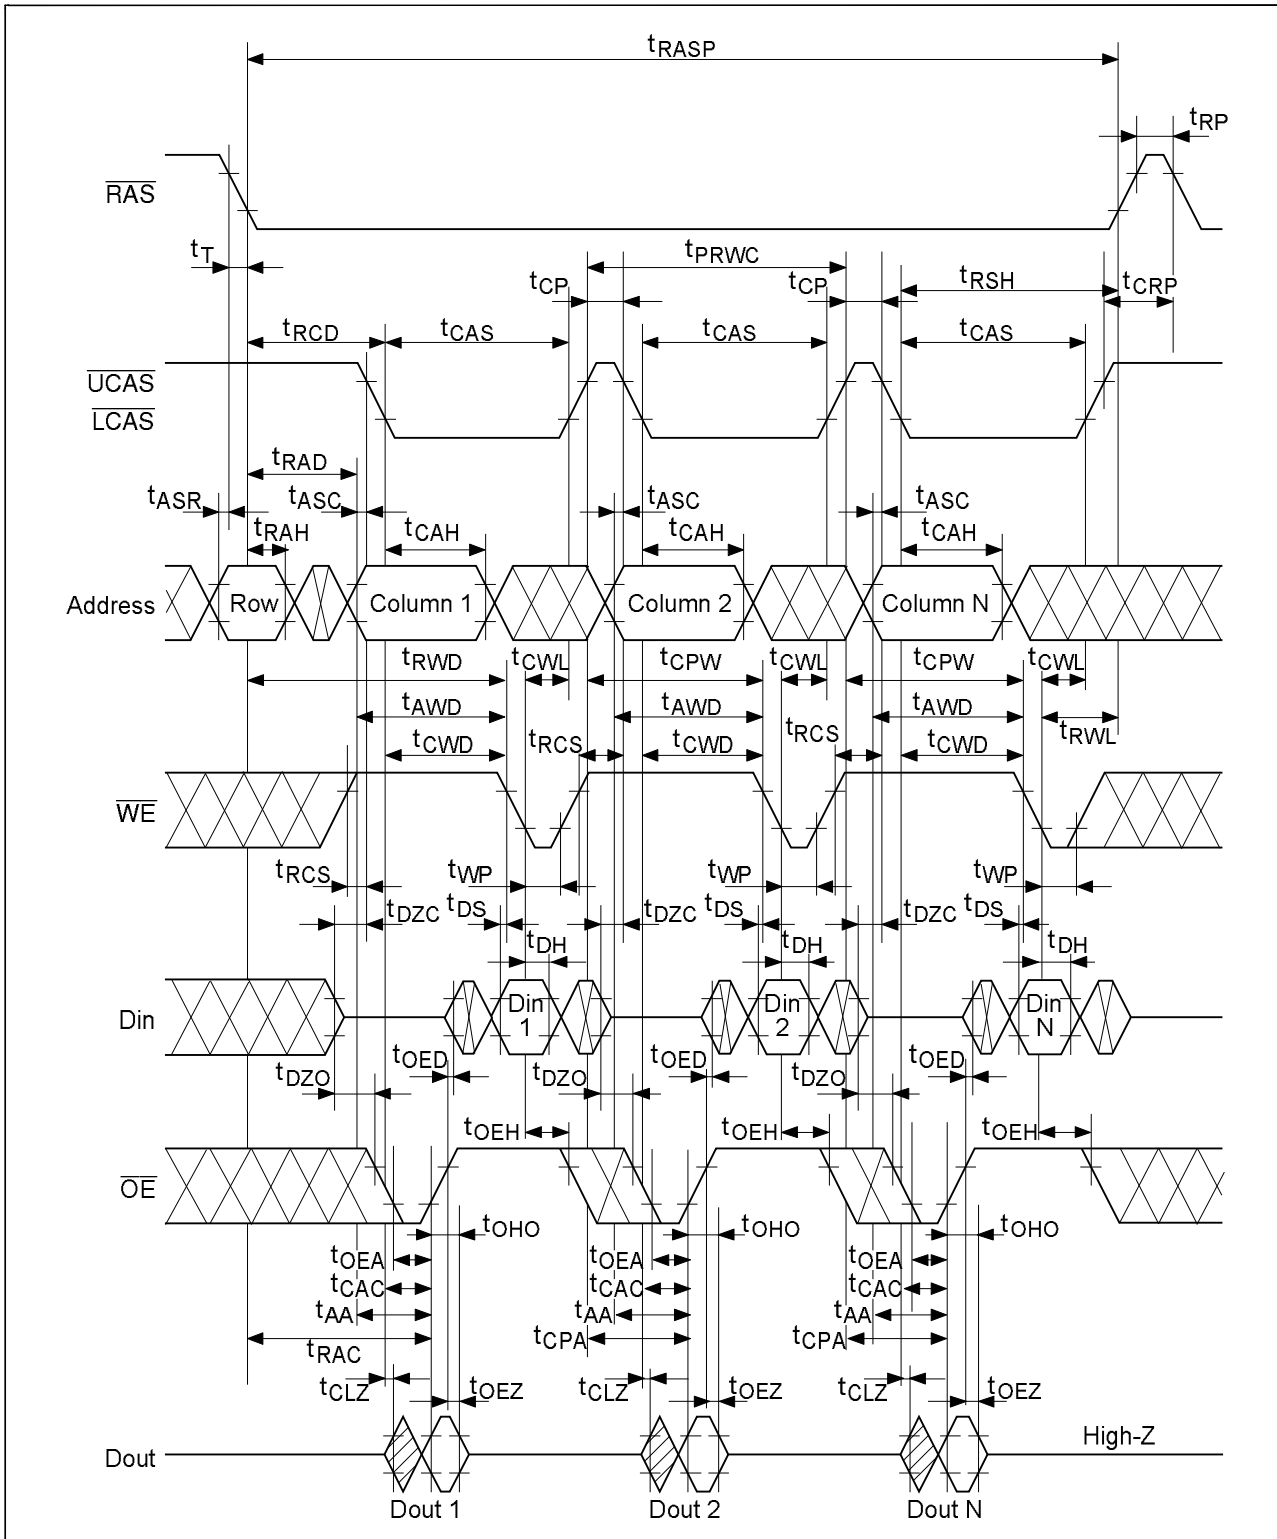 tRASP
tRP
RAS
tT
tPRWC
tCP
tCP
tRSH
tCRP
tRCD
tCAS
tCAS
tCAS
UCAS
LCAS
tRAD
tASR
tASC
tASC
tASC
tRAH
tCAH
tCAH
tCAH
Address
Row
Column 1
Column 2
Column N
tRWD
tCWL
tCPW
tCWL
tCPW
tCWL
tAWD
tAWD
tAWD
tRCS
tRCS
tRWL
tCWD
tCWD
tCWD
WE
tRCS
tWP
tWP
tWP
tDZC
tDS
tDZC
tDS
tDZC
tDS
tDH
tDH
tDH
Din
Din 1
Din 2
Din N
tOED
tOED
tOED
tDZO
tDZO
tDZO
tOEH
tOEH
tOEH
OE
tOHO
tOHO
tOHO
tOEA
tOEA
tOEA
tCAC
tCAC
tCAC
tAA
tAA
tAA
tRAC
tCPA
tCPA
tCLZ
tOEZ
tCLZ
tOEZ
tCLZ
tOEZ
High-Z
Dout
Dout 1
Dout 2
Dout N